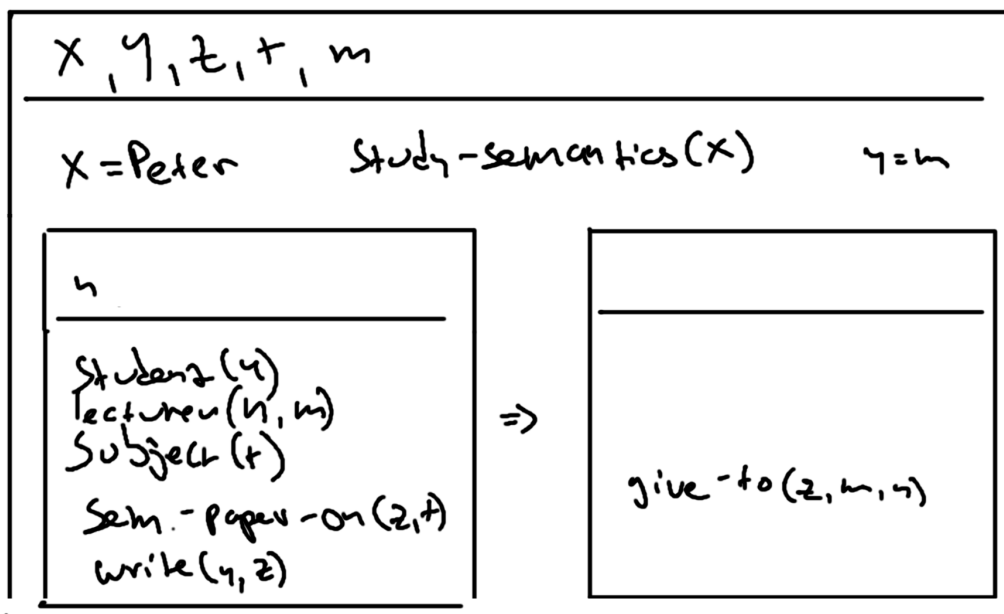 x, y, z, t, m
x = Peter study-semantics(x) y = m
n
student(y)
lecturer(n, m)
subject(t)
⇒
sem.-paper-on(z, t)
give-to(z, m, n)
write(y, z)